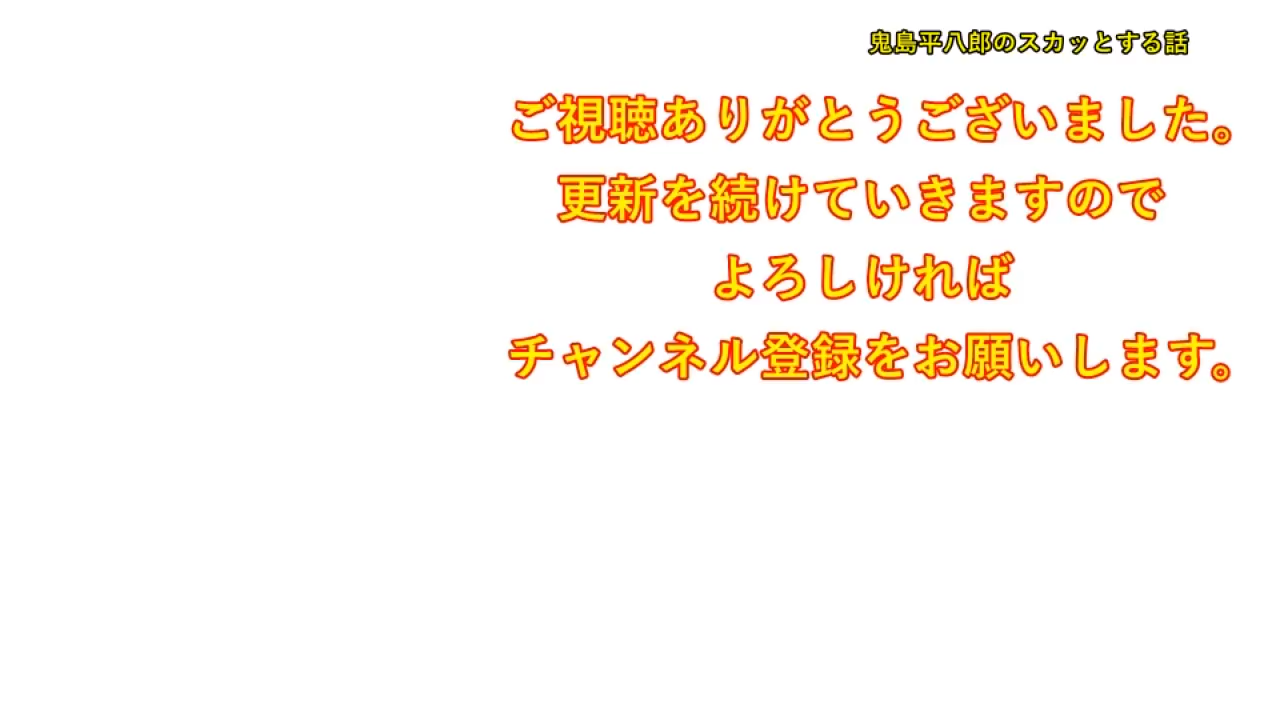 鬼島平八郎のスカッとする話
ご視聴ありがとうございました。
更新を続けていきますので
よろしければ
チャンネル登録をお願いします。